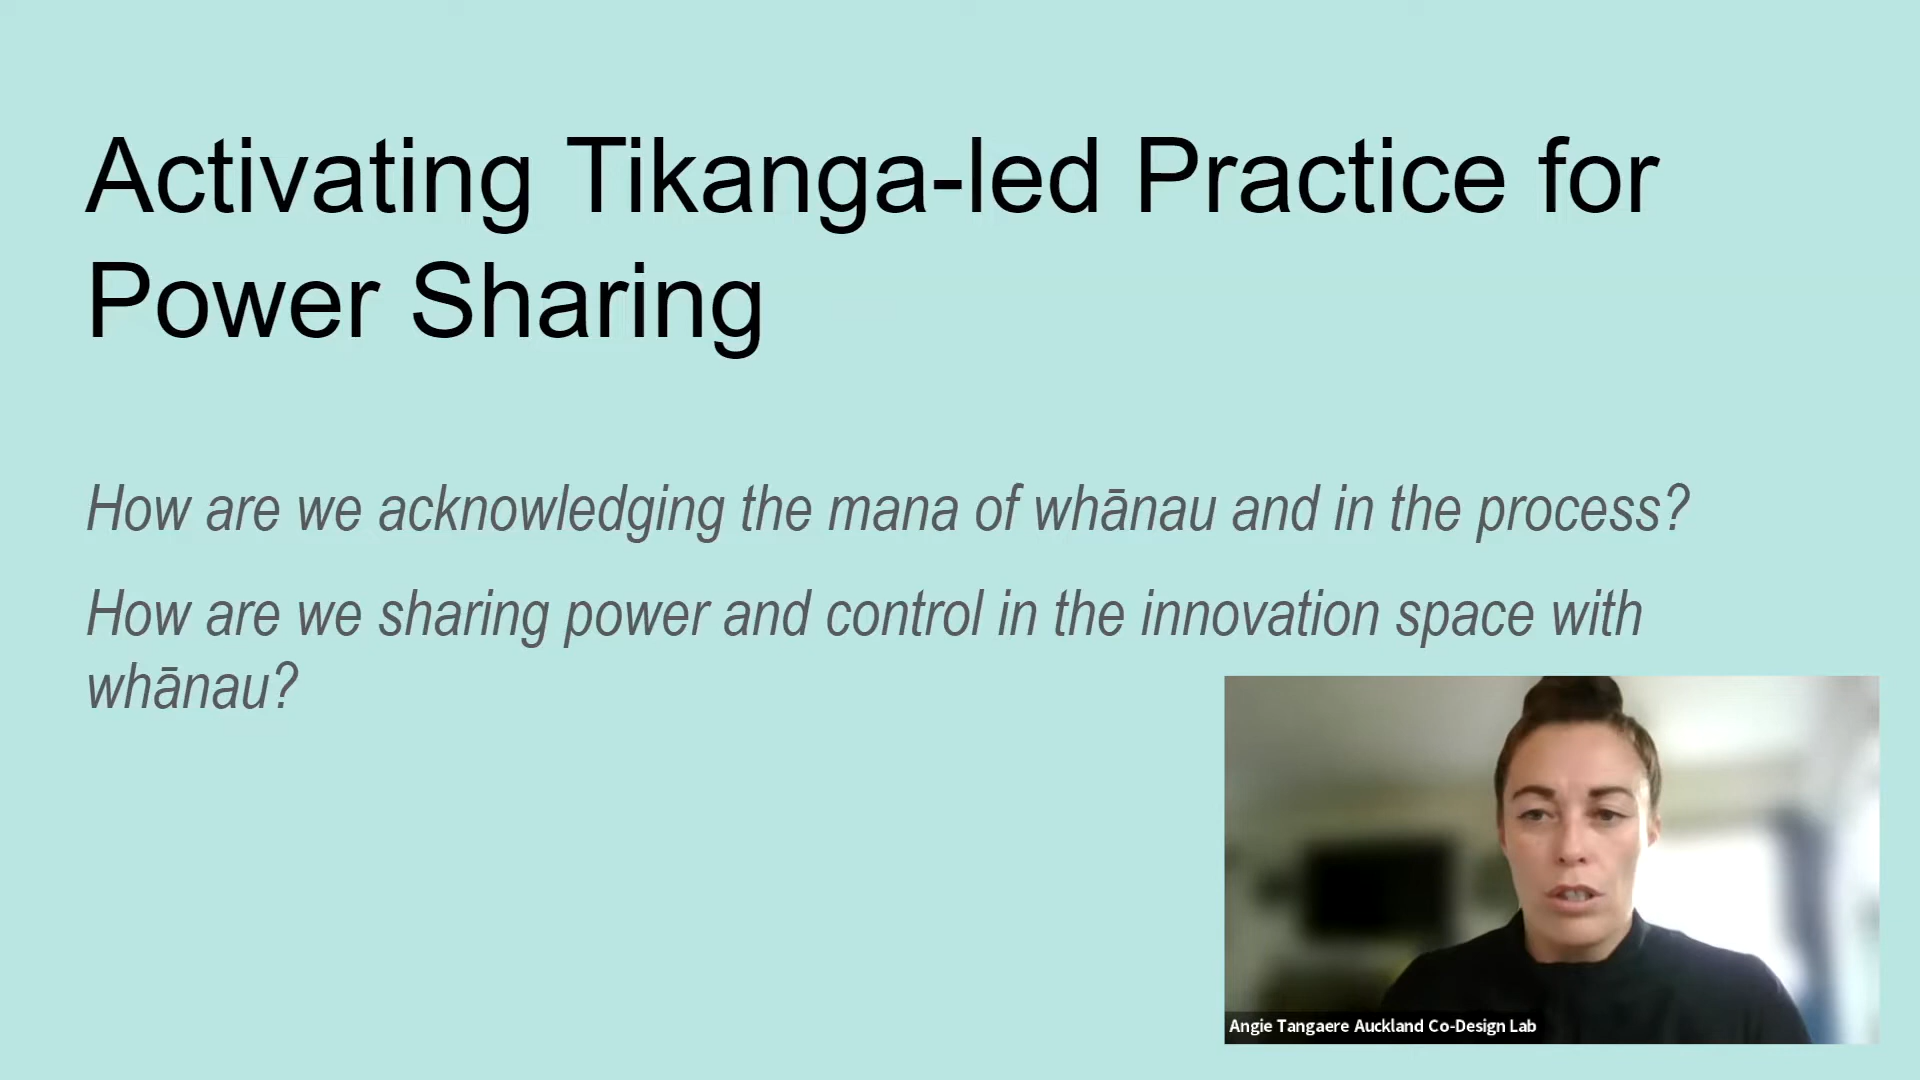 Activating Tikanga-led Practice for
Power Sharing
How are we acknowledging the mana of whānau and in the process?
How are we sharing power and control in the innovation space with
whānau?
Angie Tangaere Auckland Co-Design Lab